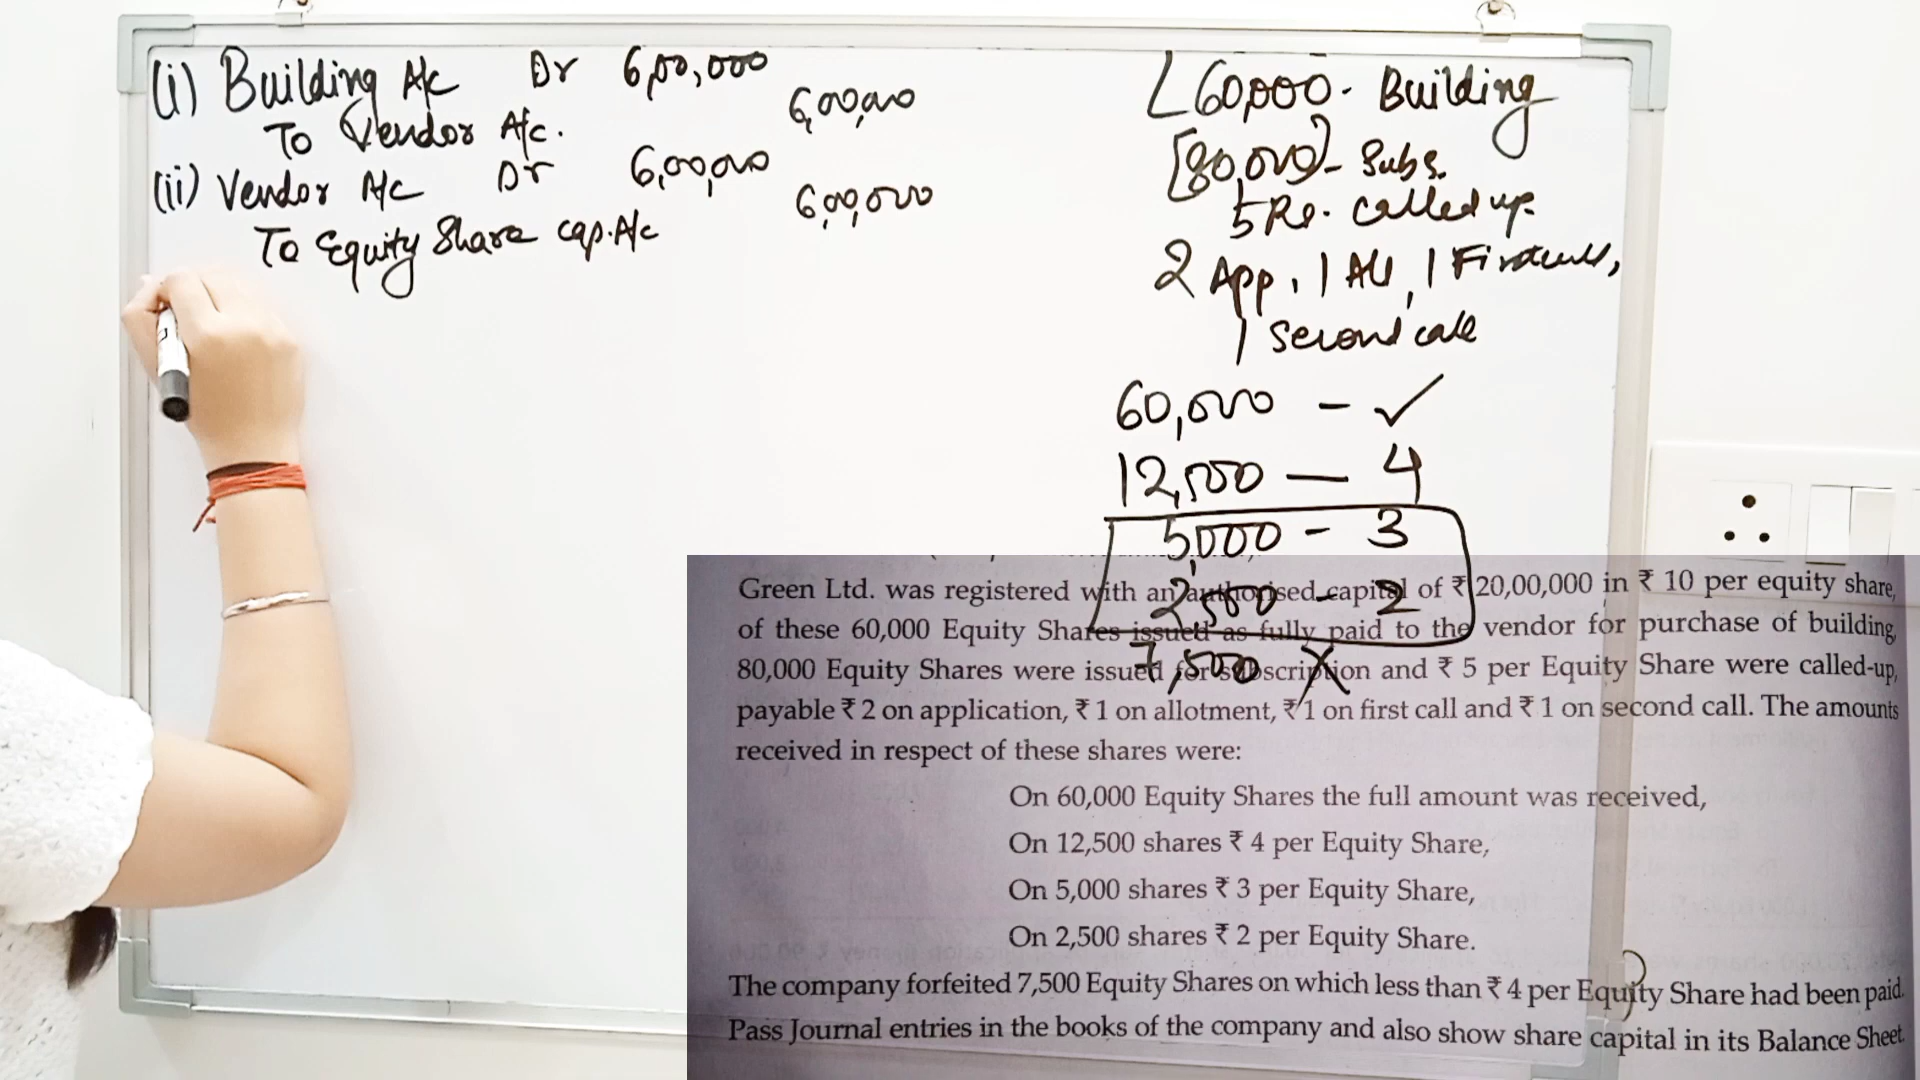 (i) Building A/c Dr 6,00,000
6,00,000
To Vendor A/c.
(ii) Vendor A/c Dr 6,00,000
6,00,000
To Equity Share cap. A/c
60,000 - Building
[80,000] - Subs.
5 Rs. called up.
2 App, 1 All, 1 First call,
1 Second call
60,000 - ✓
12,500 — 4
5,000 - 3
2,500 - 2
7,500 X
Green Ltd. was registered with an authorised capital of ₹ 20,00,000 in ₹ 10 per equity share,
of these 60,000 Equity Shares issued as fully paid to the vendor for purchase of building,
80,000 Equity Shares were issued for subscription and ₹ 5 per Equity Share were called-up,
payable ₹ 2 on application, ₹ 1 on allotment, ₹ 1 on first call and ₹ 1 on second call. The amounts
received in respect of these shares were:
On 60,000 Equity Shares the full amount was received,
On 12,500 shares ₹ 4 per Equity Share,
On 5,000 shares ₹ 3 per Equity Share,
On 2,500 shares ₹ 2 per Equity Share.
The company forfeited 7,500 Equity Shares on which less than ₹ 4 per Equity Share had been paid.
Pass Journal entries in the books of the company and also show share capital in its Balance Sheet.